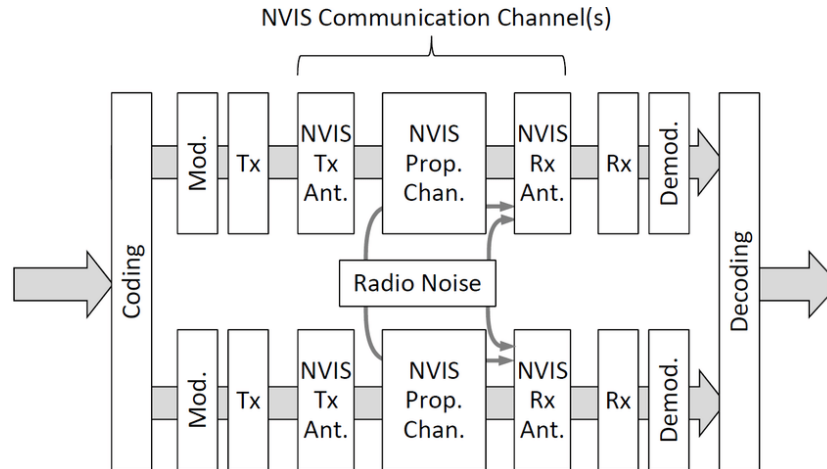 NVIS Communication Channel(s)
Coding
Mod.
Tx
NVIS
Tx
Ant.
NVIS
Prop.
Chan.
NVIS
Rx
Ant.
Rx
Demod.
Decoding
Radio Noise
Mod.
Tx
NVIS
Tx
Ant.
NVIS
Prop.
Chan.
NVIS
Rx
Ant.
Rx
Demod.